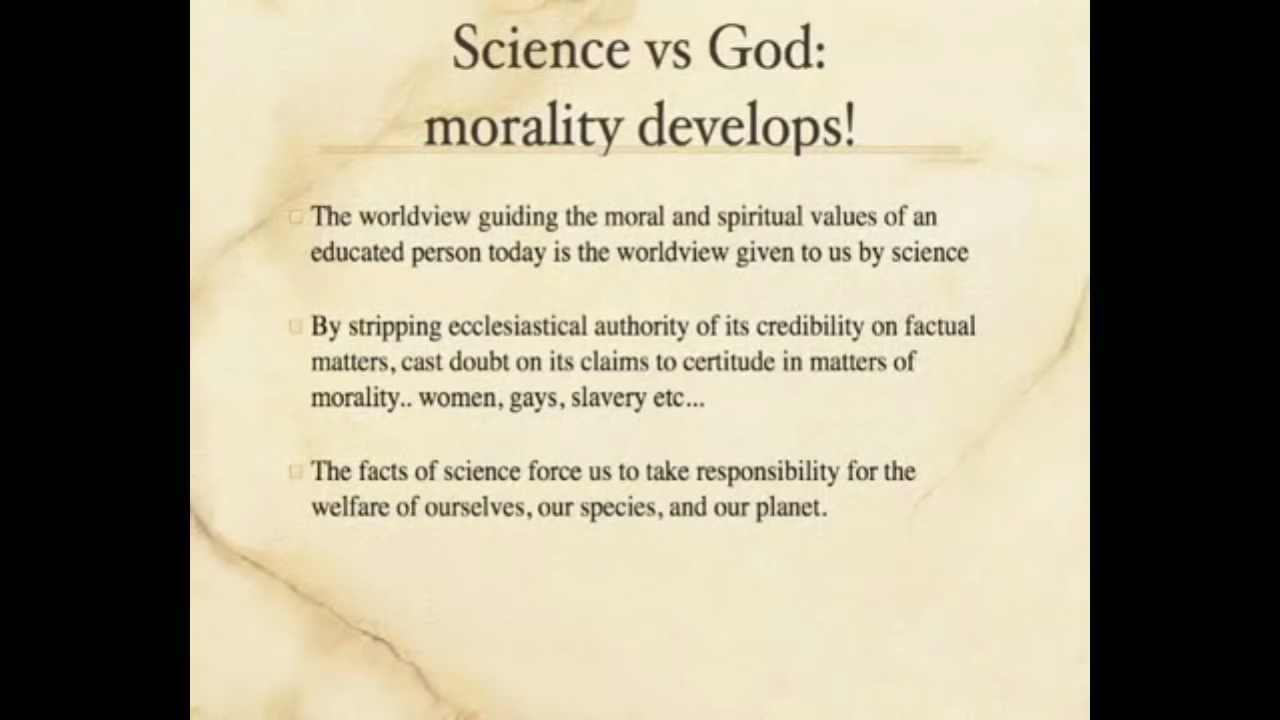 Science vs God:
morality develops!
The worldview guiding the moral and spiritual values of an
educated person today is the worldview given to us by science
By stripping ecclesiastical authority of its credibility on factual
matters, cast doubt on its claims to certitude in matters of
morality.. women, gays, slavery etc...
The facts of science force us to take responsibility for the
welfare of ourselves, our species, and our planet.